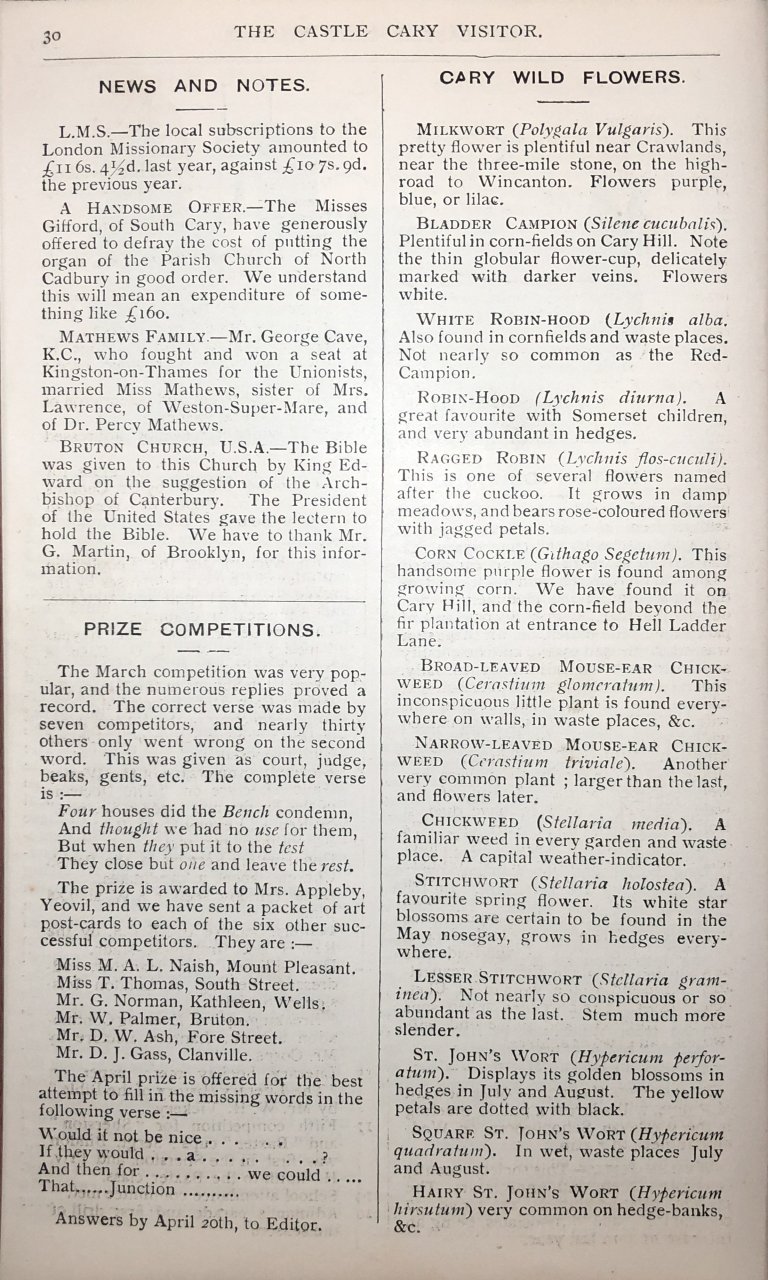 30
THE CASTLE CARY VISITOR.
NEWS AND NOTES.
L.M.S.—The local subscriptions to the
London Missionary Society amounted to
£11 6s. 4½d. last year, against £10 7s. 9d.
the previous year.
A HANDSOME OFFER.—The Misses
Gifford, of South Cary, have generously
offered to defray the cost of putting the
organ of the Parish Church of North
Cadbury in good order. We understand
this will mean an expenditure of some-
thing like £160.
MATHEWS FAMILY.—Mr. George Cave,
K.C., who fought and won a seat at
Kingston-on-Thames for the Unionists,
married Miss Mathews, sister of Mrs.
Lawrence, of Weston-Super-Mare, and
of Dr. Percy Mathews.
BRUTON CHURCH, U.S.A.—The Bible
was given to this Church by King Ed-
ward on the suggestion of the Arch-
bishop of Canterbury. The President
of the United States gave the lectern to
hold the Bible. We have to thank Mr.
G. Martin, of Brooklyn, for this infor-
mation.
PRIZE COMPETITIONS.
The March competition was very pop-
ular, and the numerous replies proved a
record. The correct verse was made by
seven competitors, and nearly thirty
others only went wrong on the second
word. This was given as court, judge,
beaks, gents, etc. The complete verse
is :—
Four houses did the Bench condemn,
And thought we had no use for them,
But when they put it to the test
They close but one and leave the rest.
The prize is awarded to Mrs. Appleby,
Yeovil, and we have sent a packet of art
post-cards to each of the six other suc-
cessful competitors. They are :—
Miss M. A. L. Naish, Mount Pleasant.
Miss T. Thomas, South Street.
Mr. G. Norman, Kathleen, Wells.
Mr. W. Palmer, Bruton.
Mr. D. W. Ash, Fore Street.
Mr. D. J. Gass, Clanville.
The April prize is offered for the best
attempt to fill in the missing words in the
following verse :—
Would it not be nice . . . . . .
If they would . . . a . . . . . . . . ?
And then for . . . . . . . . . . we could . . . . .
That......Junction ..........
Answers by April 20th, to Editor.
CARY WILD FLOWERS.
MILKWORT (Polygala Vulgaris). This
pretty flower is plentiful near Crawlands,
near the three-mile stone, on the high-
road to Wincanton. Flowers purple,
blue, or lilac.
BLADDER CAMPION (Silene cucubalis).
Plentiful in corn-fields on Cary Hill. Note
the thin globular flower-cup, delicately
marked with darker veins. Flowers
white.
WHITE ROBIN-HOOD (Lychnis alba.
Also found in cornfields and waste places.
Not nearly so common as the Red-
Campion.
ROBIN-HOOD (Lychnis diurna). A
great favourite with Somerset children,
and very abundant in hedges.
RAGGED ROBIN (Lychnis flos-cuculi).
This is one of several flowers named
after the cuckoo. It grows in damp
meadows, and bears rose-coloured flowers
with jagged petals.
CORN COCKLE (Githago Segetum). This
handsome purple flower is found among
growing corn. We have found it on
Cary Hill, and the corn-field beyond the
fir plantation at entrance to Hell Ladder
Lane.
BROAD-LEAVED MOUSE-EAR CHICK-
WEED (Cerastium glomeratum). This
inconspicuous little plant is found every-
where on walls, in waste places, &c.
NARROW-LEAVED MOUSE-EAR CHICK-
WEED (Cerastium triviale). Another
very common plant ; larger than the last,
and flowers later.
CHICKWEED (Stellaria media). A
familiar weed in every garden and waste
place. A capital weather-indicator.
STITCHWORT (Stellaria holostea). A
favourite spring flower. Its white star
blossoms are certain to be found in the
May nosegay, grows in hedges every-
where.
LESSER STITCHWORT (Stellaria gram-
inea). Not nearly so conspicuous or so
abundant as the last. Stem much more
slender.
ST. JOHN'S WORT (Hypericum perfor-
atum). Displays its golden blossoms in
hedges in July and August. The yellow
petals are dotted with black.
SQUARE ST. JOHN'S WORT (Hypericum
quadratum). In wet, waste places July
and August.
HAIRY ST. JOHN'S WORT (Hypericum
hirsutum) very common on hedge-banks,
&c.